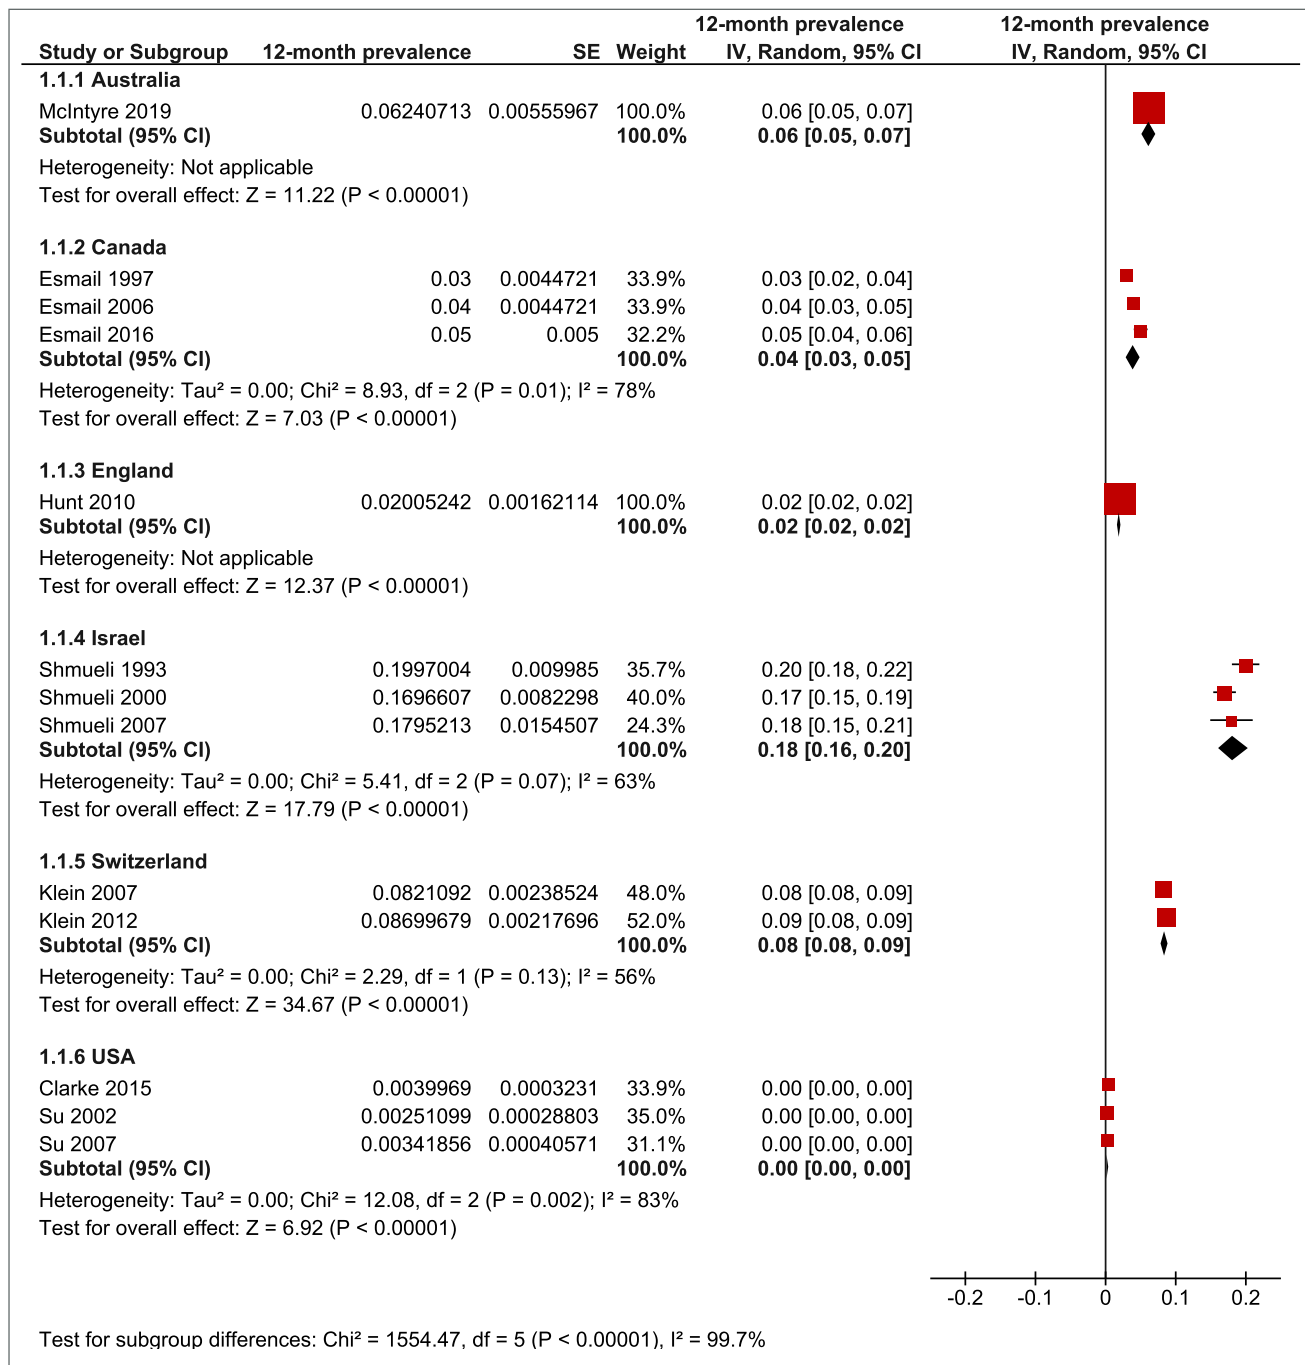 12-month prevalence 12-month prevalence
Study or Subgroup 12-month prevalence SE Weight IV, Random, 95% CI IV, Random, 95% CI
1.1.1 Australia
McIntyre 2019 0.06240713 0.00555967 100.0% 0.06 [0.05, 0.07]
Subtotal (95% CI) 100.0% 0.06 [0.05, 0.07]
Heterogeneity: Not applicable
Test for overall effect: Z = 11.22 (P < 0.00001)
1.1.2 Canada
Esmail 1997 0.03 0.0044721 33.9% 0.03 [0.02, 0.04]
Esmail 2006 0.04 0.0044721 33.9% 0.04 [0.03, 0.05]
Esmail 2016 0.05 0.005 32.2% 0.05 [0.04, 0.06]
Subtotal (95% CI) 100.0% 0.04 [0.03, 0.05]
Heterogeneity: Tau² = 0.00; Chi² = 8.93, df = 2 (P = 0.01); I² = 78%
Test for overall effect: Z = 7.03 (P < 0.00001)
1.1.3 England
Hunt 2010 0.02005242 0.00162114 100.0% 0.02 [0.02, 0.02]
Subtotal (95% CI) 100.0% 0.02 [0.02, 0.02]
Heterogeneity: Not applicable
Test for overall effect: Z = 12.37 (P < 0.00001)
1.1.4 Israel
Shmueli 1993 0.1997004 0.009985 35.7% 0.20 [0.18, 0.22]
Shmueli 2000 0.1696607 0.0082298 40.0% 0.17 [0.15, 0.19]
Shmueli 2007 0.1795213 0.0154507 24.3% 0.18 [0.15, 0.21]
Subtotal (95% CI) 100.0% 0.18 [0.16, 0.20]
Heterogeneity: Tau² = 0.00; Chi² = 5.41, df = 2 (P = 0.07); I² = 63%
Test for overall effect: Z = 17.79 (P < 0.00001)
1.1.5 Switzerland
Klein 2007 0.0821092 0.00238524 48.0% 0.08 [0.08, 0.09]
Klein 2012 0.08699679 0.00217696 52.0% 0.09 [0.08, 0.09]
Subtotal (95% CI) 100.0% 0.08 [0.08, 0.09]
Heterogeneity: Tau² = 0.00; Chi² = 2.29, df = 1 (P = 0.13); I² = 56%
Test for overall effect: Z = 34.67 (P < 0.00001)
1.1.6 USA
Clarke 2015 0.0039969 0.0003231 33.9% 0.00 [0.00, 0.00]
Su 2002 0.00251099 0.00028803 35.0% 0.00 [0.00, 0.00]
Su 2007 0.00341856 0.00040571 31.1% 0.00 [0.00, 0.00]
Subtotal (95% CI) 100.0% 0.00 [0.00, 0.00]
Heterogeneity: Tau² = 0.00; Chi² = 12.08, df = 2 (P = 0.002); I² = 83%
Test for overall effect: Z = 6.92 (P < 0.00001)
-0.2 -0.1 0 0.1 0.2
Test for subgroup differences: Chi² = 1554.47, df = 5 (P < 0.00001), I² = 99.7%